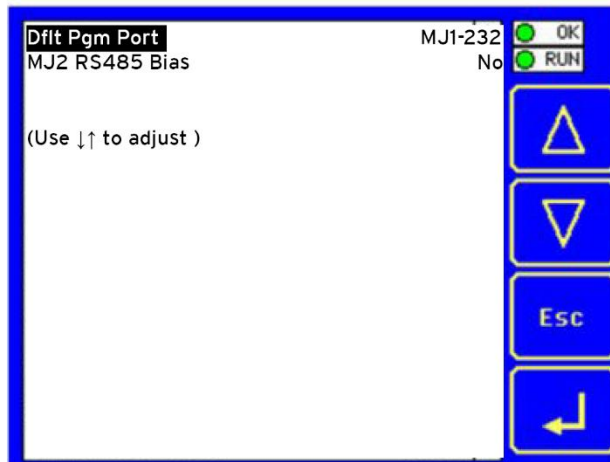 Dflt Pgm Port MJ1-232
MJ2 RS485 Bias No
(Use ↓↑ to adjust )
OK
RUN
Esc